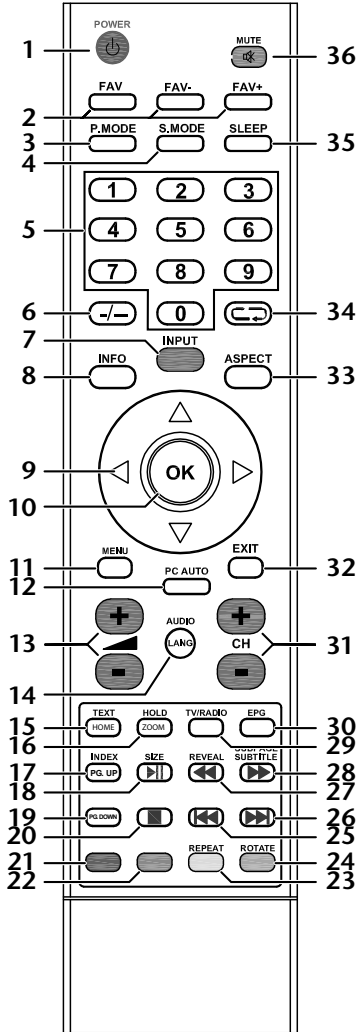 POWER
1
MUTE
36
FAV FAV- FAV+
2
P.MODE S.MODE SLEEP
3
35
4
1 2 3
5
4 5 6
7 8 9
6 -/-- 0 34
7 INPUT
8 INFO ASPECT 33
9
OK
10
11 MENU EXIT 32
12 PC AUTO
+ +
13 AUDIO CH 31
LANG
- -
14
TEXT HOLD TV/RADIO EPG
15 HOME ZOOM 30
16 29
INDEX SIZE REVEAL SUBTITLE
17 PG. UP 28
18 27
19 PG.DOWN 26
20 25
REPEAT ROTATE
21 24
22 23